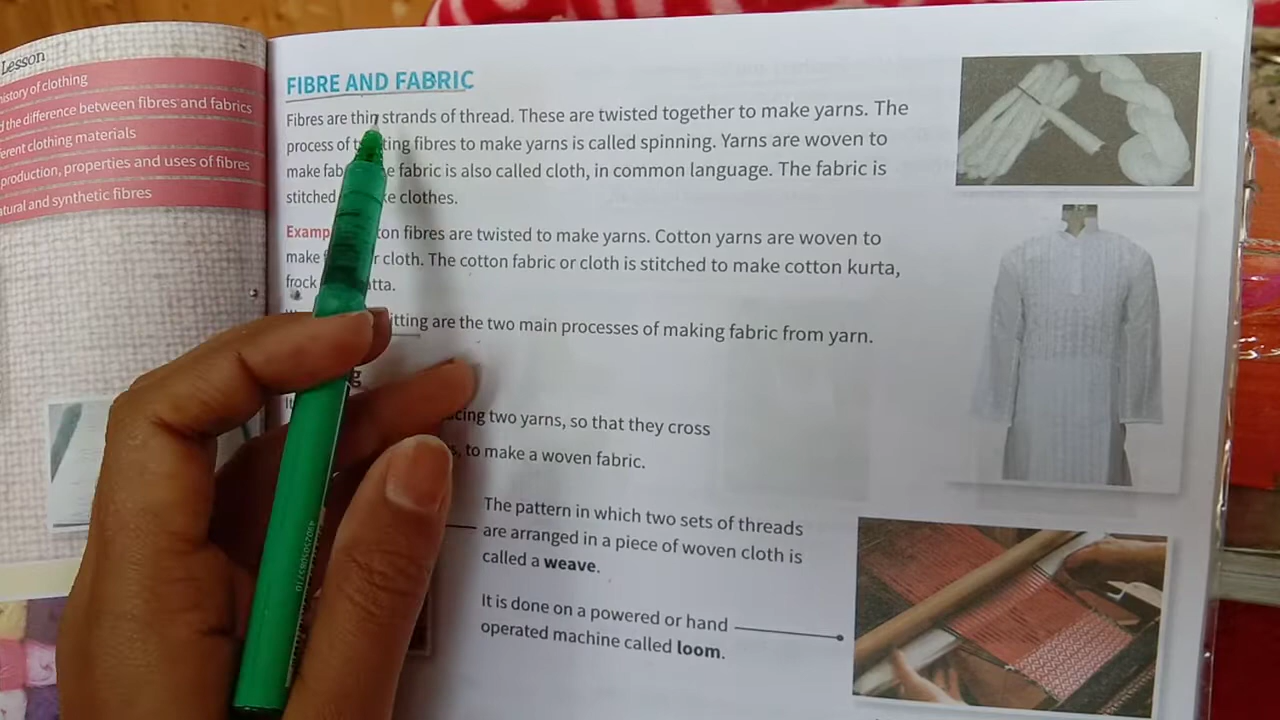 Lesson
history of clothing
the difference between fibres and fabrics
clothing materials
production, properties and uses of fibres
and synthetic fibres
FIBRE AND FABRIC
Fibres are thin strands of thread. These are twisted together to make yarns. The
process of fibres to make yarns is called spinning. Yarns are woven to
make fabric is also called cloth, in common language. The fabric is
stitched clothes.
fibres are twisted to make yarns. Cotton yarns are woven to
make cloth. The cotton fabric or cloth is stitched to make cotton kurta,
frock
are the two main processes of making fabric from yarn.
two yarns, so that they cross
to make a woven fabric.
The pattern in which two sets of threads
are arranged in a piece of woven cloth is
called a weave.
It is done on a powered or hand
operated machine called loom.